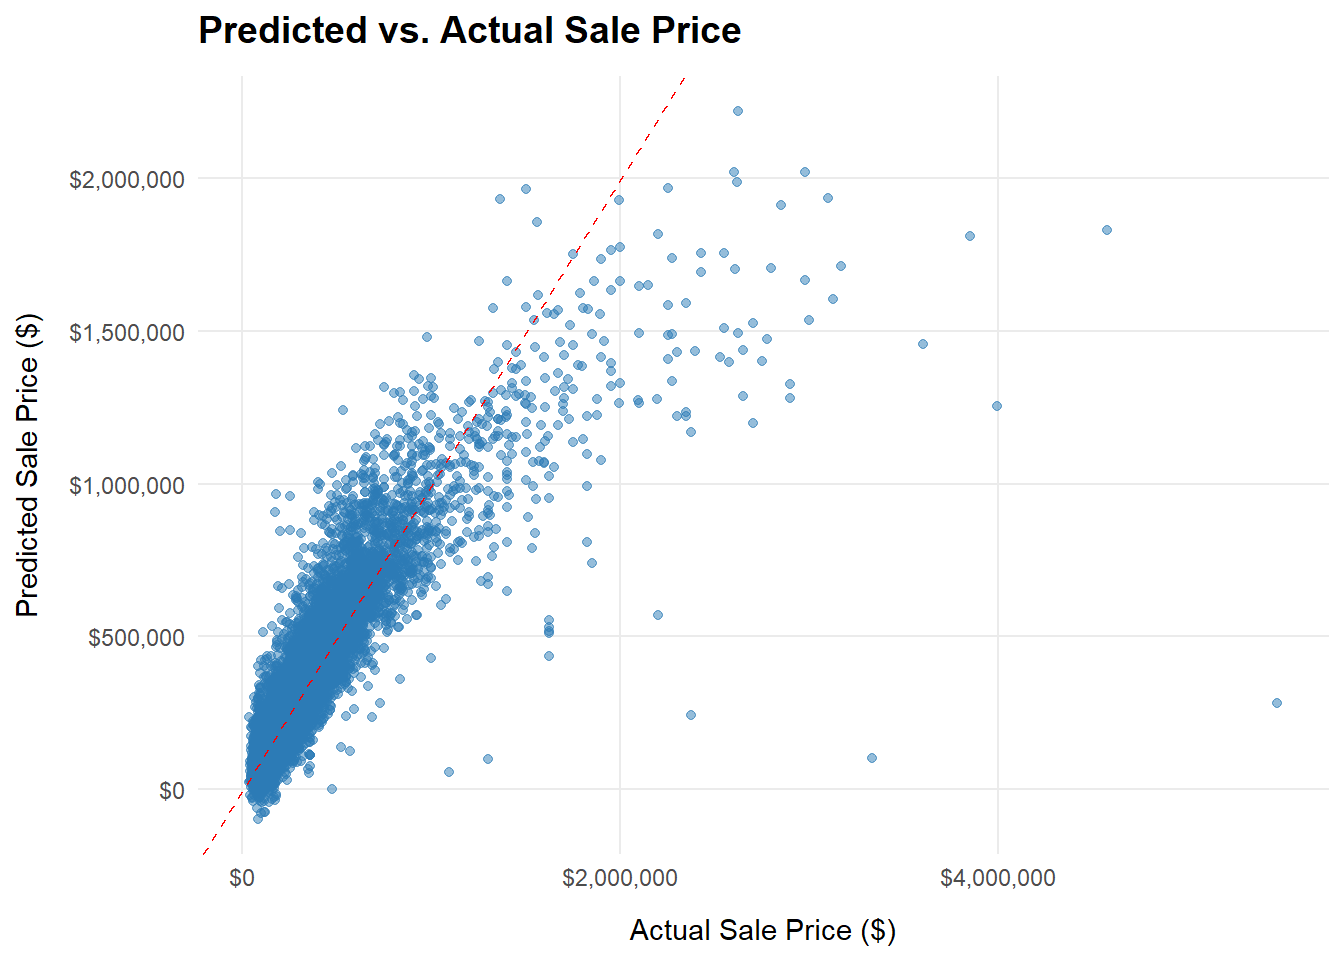 Predicted vs. Actual Sale Price
Predicted Sale Price ($)
$2,000,000
$1,500,000
$1,000,000
$500,000
$0
$0 $2,000,000 $4,000,000
Actual Sale Price ($)